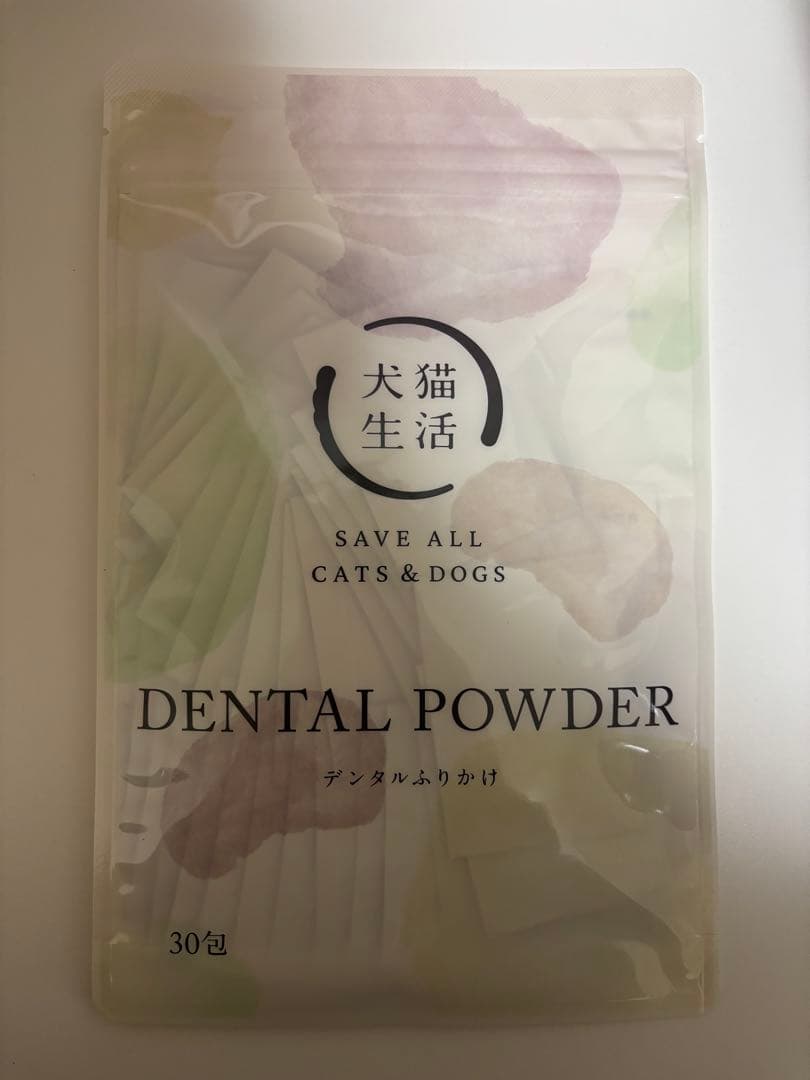 犬猫
生活
SAVE ALL
CATS & DOGS
DENTAL POWDER
デンタルふりかけ
30包